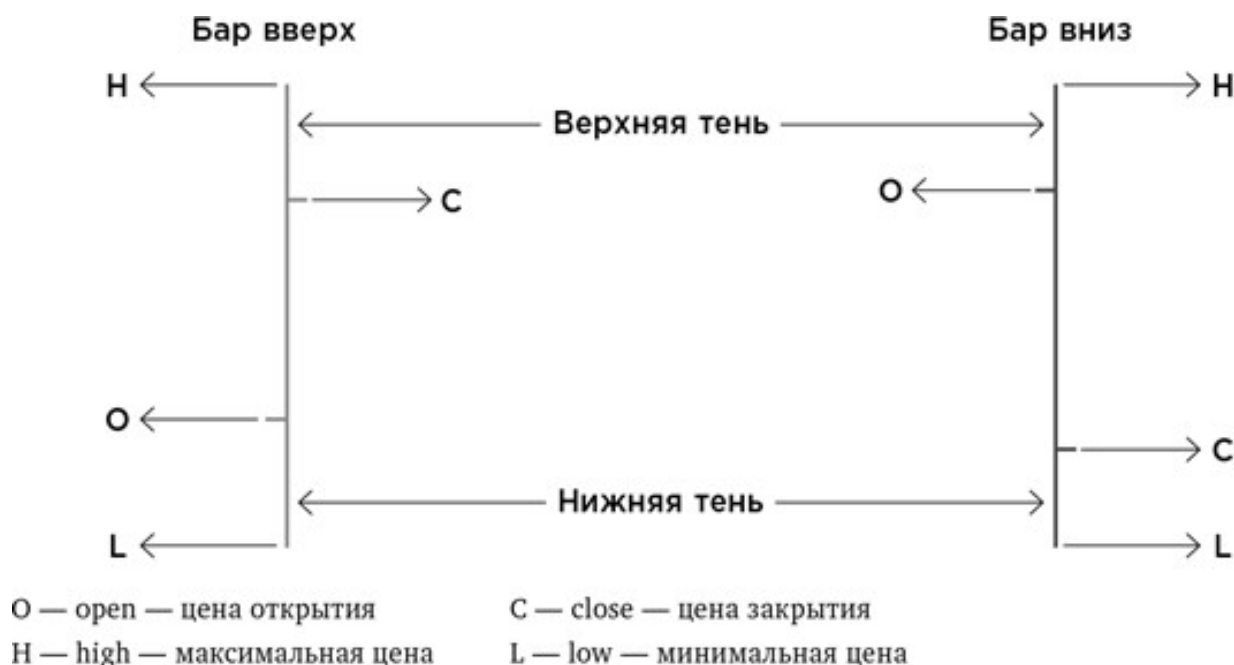 Бар вверх Бар вниз
H H
Верхняя тень
O
C
O
C
Нижняя тень
L L
O — open — цена открытия C — close — цена закрытия
H — high — максимальная цена L — low — минимальная цена